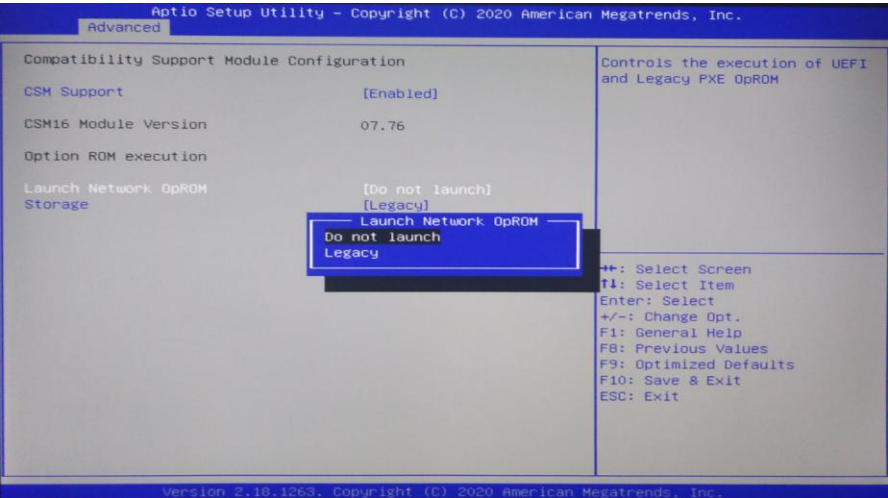 Aptio Setup Utility – Copyright (C) 2020 American Megatrends, Inc.
Advanced
Compatibility Support Module Configuration
CSM Support [Enabled]
CSM16 Module Version 07.76
Option ROM execution
Launch Network OpROM [Do not launch]
Storage [Legacy]
Launch Network OpROM
Do not launch
Legacy
Controls the execution of UEFI
and Legacy PXE OpROM
→←: Select Screen
↑↓: Select Item
Enter: Select
+/-: Change Opt.
F1: General Help
F8: Previous Values
F9: Optimized Defaults
F10: Save & Exit
ESC: Exit
Version 2.18.1263. Copyright (C) 2020 American Megatrends, Inc.